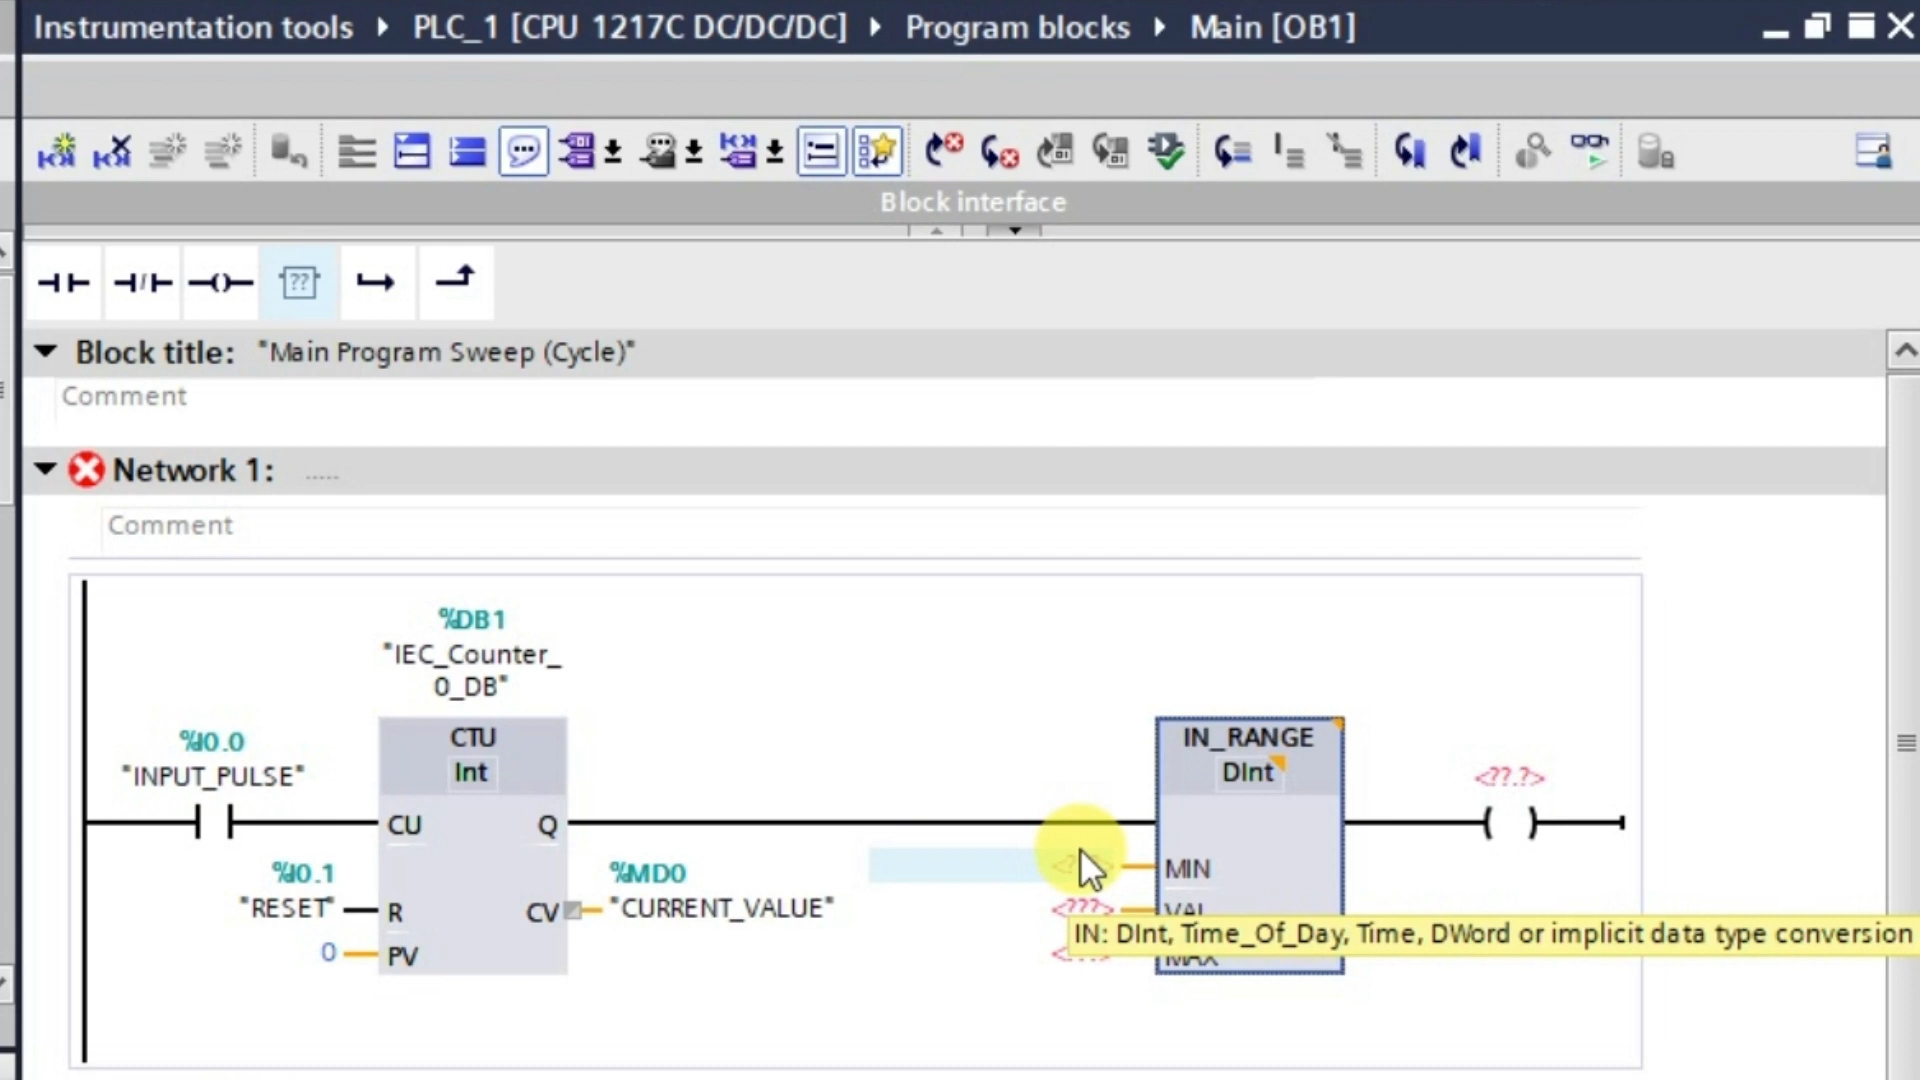 Instrumentation tools ▸ PLC_1 [CPU 1217C DC/DC/DC] ▸ Program blocks ▸ Main [OB1]
Block interface
??
Block title: "Main Program Sweep (Cycle)"
Comment
Network 1: .....
Comment
%DB1
"IEC_Counter_
0_DB"
CTU
Int
%I0.0
"INPUT_PULSE"
CU
Q
%I0.1
"RESET"
R
CV
%MD0
"CURRENT_VALUE"
0
PV
IN_RANGE
DInt
<??.?>
MIN
<???>
VAL
IN: DInt, Time_Of_Day, Time, DWord or implicit data type conversion
MAX